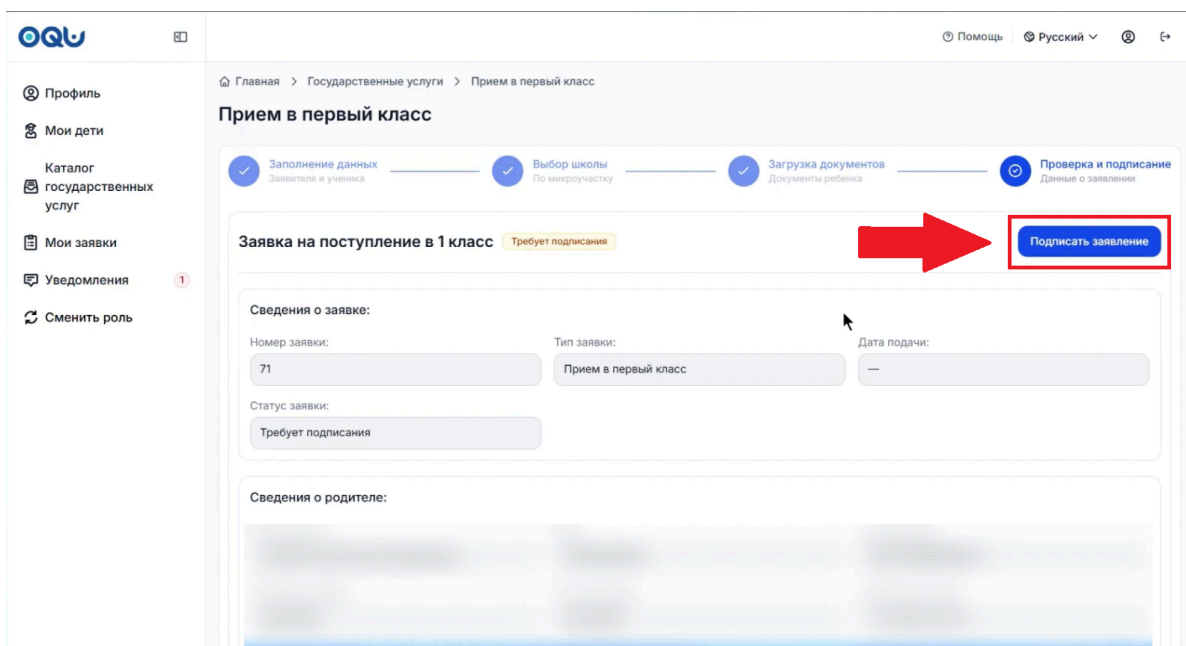 OQU
Помощь
Русский
Профиль
Мои дети
Каталог
государственных
услуг
Мои заявки
Уведомления 1
Сменить роль
Главная > Государственные услуги > Прием в первый класс
Прием в первый класс
Заполнение данных
Заявителя и ученика
Выбор школы
По микроучастку
Загрузка документов
Документы ребенка
Проверка и подписание
Данные о заявлении
Заявка на поступление в 1 класс Требует подписания
Подписать заявление
Сведения о заявке:
Номер заявки: Тип заявки: Дата подачи:
71 Прием в первый класс —
Статус заявки:
Требует подписания
Сведения о родителе: